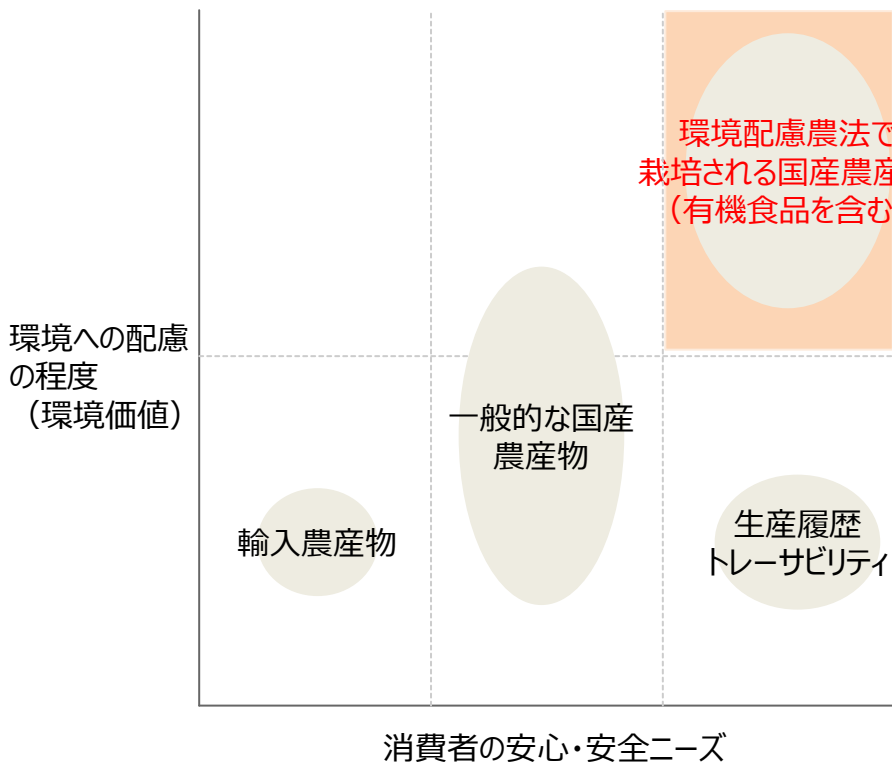 環境配慮農法で
栽培される国産農産
（有機食品を含む
環境への配慮
の程度
（環境価値）
一般的な国産
農産物
輸入農産物
生産履歴
トレーサビリティ
消費者の安心・安全ニーズ